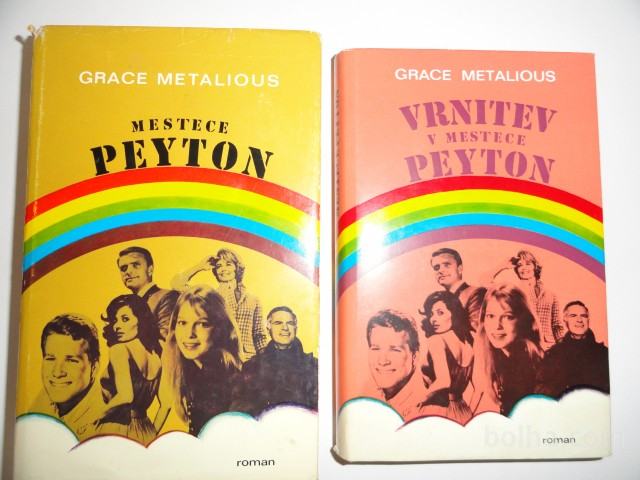 GRACE METALIOUS
MESTECE
PEYTON
roman
GRACE METALIOUS
VRNITEV
V MESTECE
PEYTON
roman
bolha.com